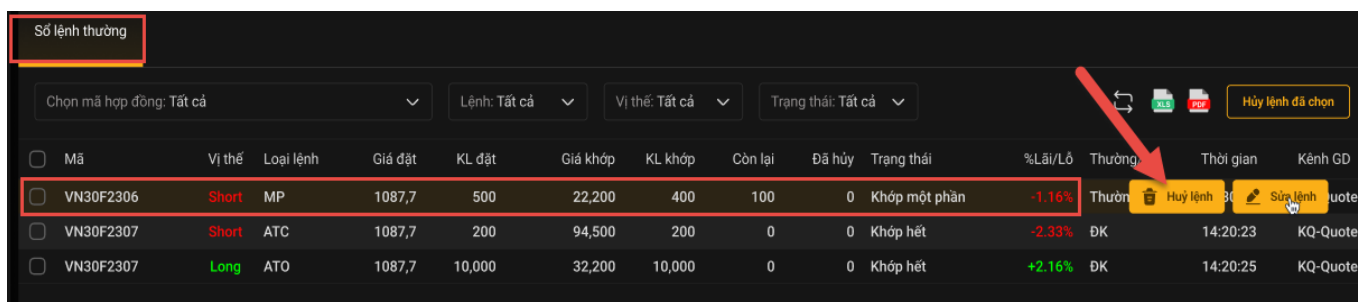 Sổ lệnh thường
Chọn mã hợp đồng: Tất cả Lệnh: Tất cả Vị thế: Tất cả Trạng thái: Tất cả XLS PDF Hủy lệnh đã chọn
Mã Vị thế Loại lệnh Giá đặt KL đặt Giá khớp KL khớp Còn lại Đã hủy Trạng thái %Lãi/Lỗ Thường Thời gian Kênh GD
VN30F2306 Short MP 1087,7 500 22,200 400 100 0 Khớp một phần -1.16% Thườn Huỷ lệnh Sửa lệnh uote
VN30F2307 Short ATC 1087,7 200 94,500 200 0 0 Khớp hết -2.33% ĐK 14:20:23 KQ-Quote
VN30F2307 Long ATO 1087,7 10,000 32,200 10,000 0 0 Khớp hết +2.16% ĐK 14:20:25 KQ-Quote